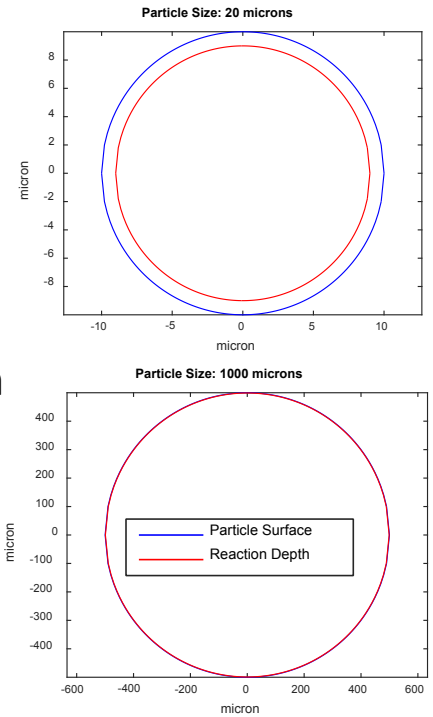 Particle Size: 20 microns
8
6
4
2
0
-2
-4
-6
-8
micron
-10 -5 0 5 10
micron
Particle Size: 1000 microns
400
300
200
100
0
-100
-200
-300
-400
micron
Particle Surface
Reaction Depth
-600 -400 -200 0 200 400 600
micron